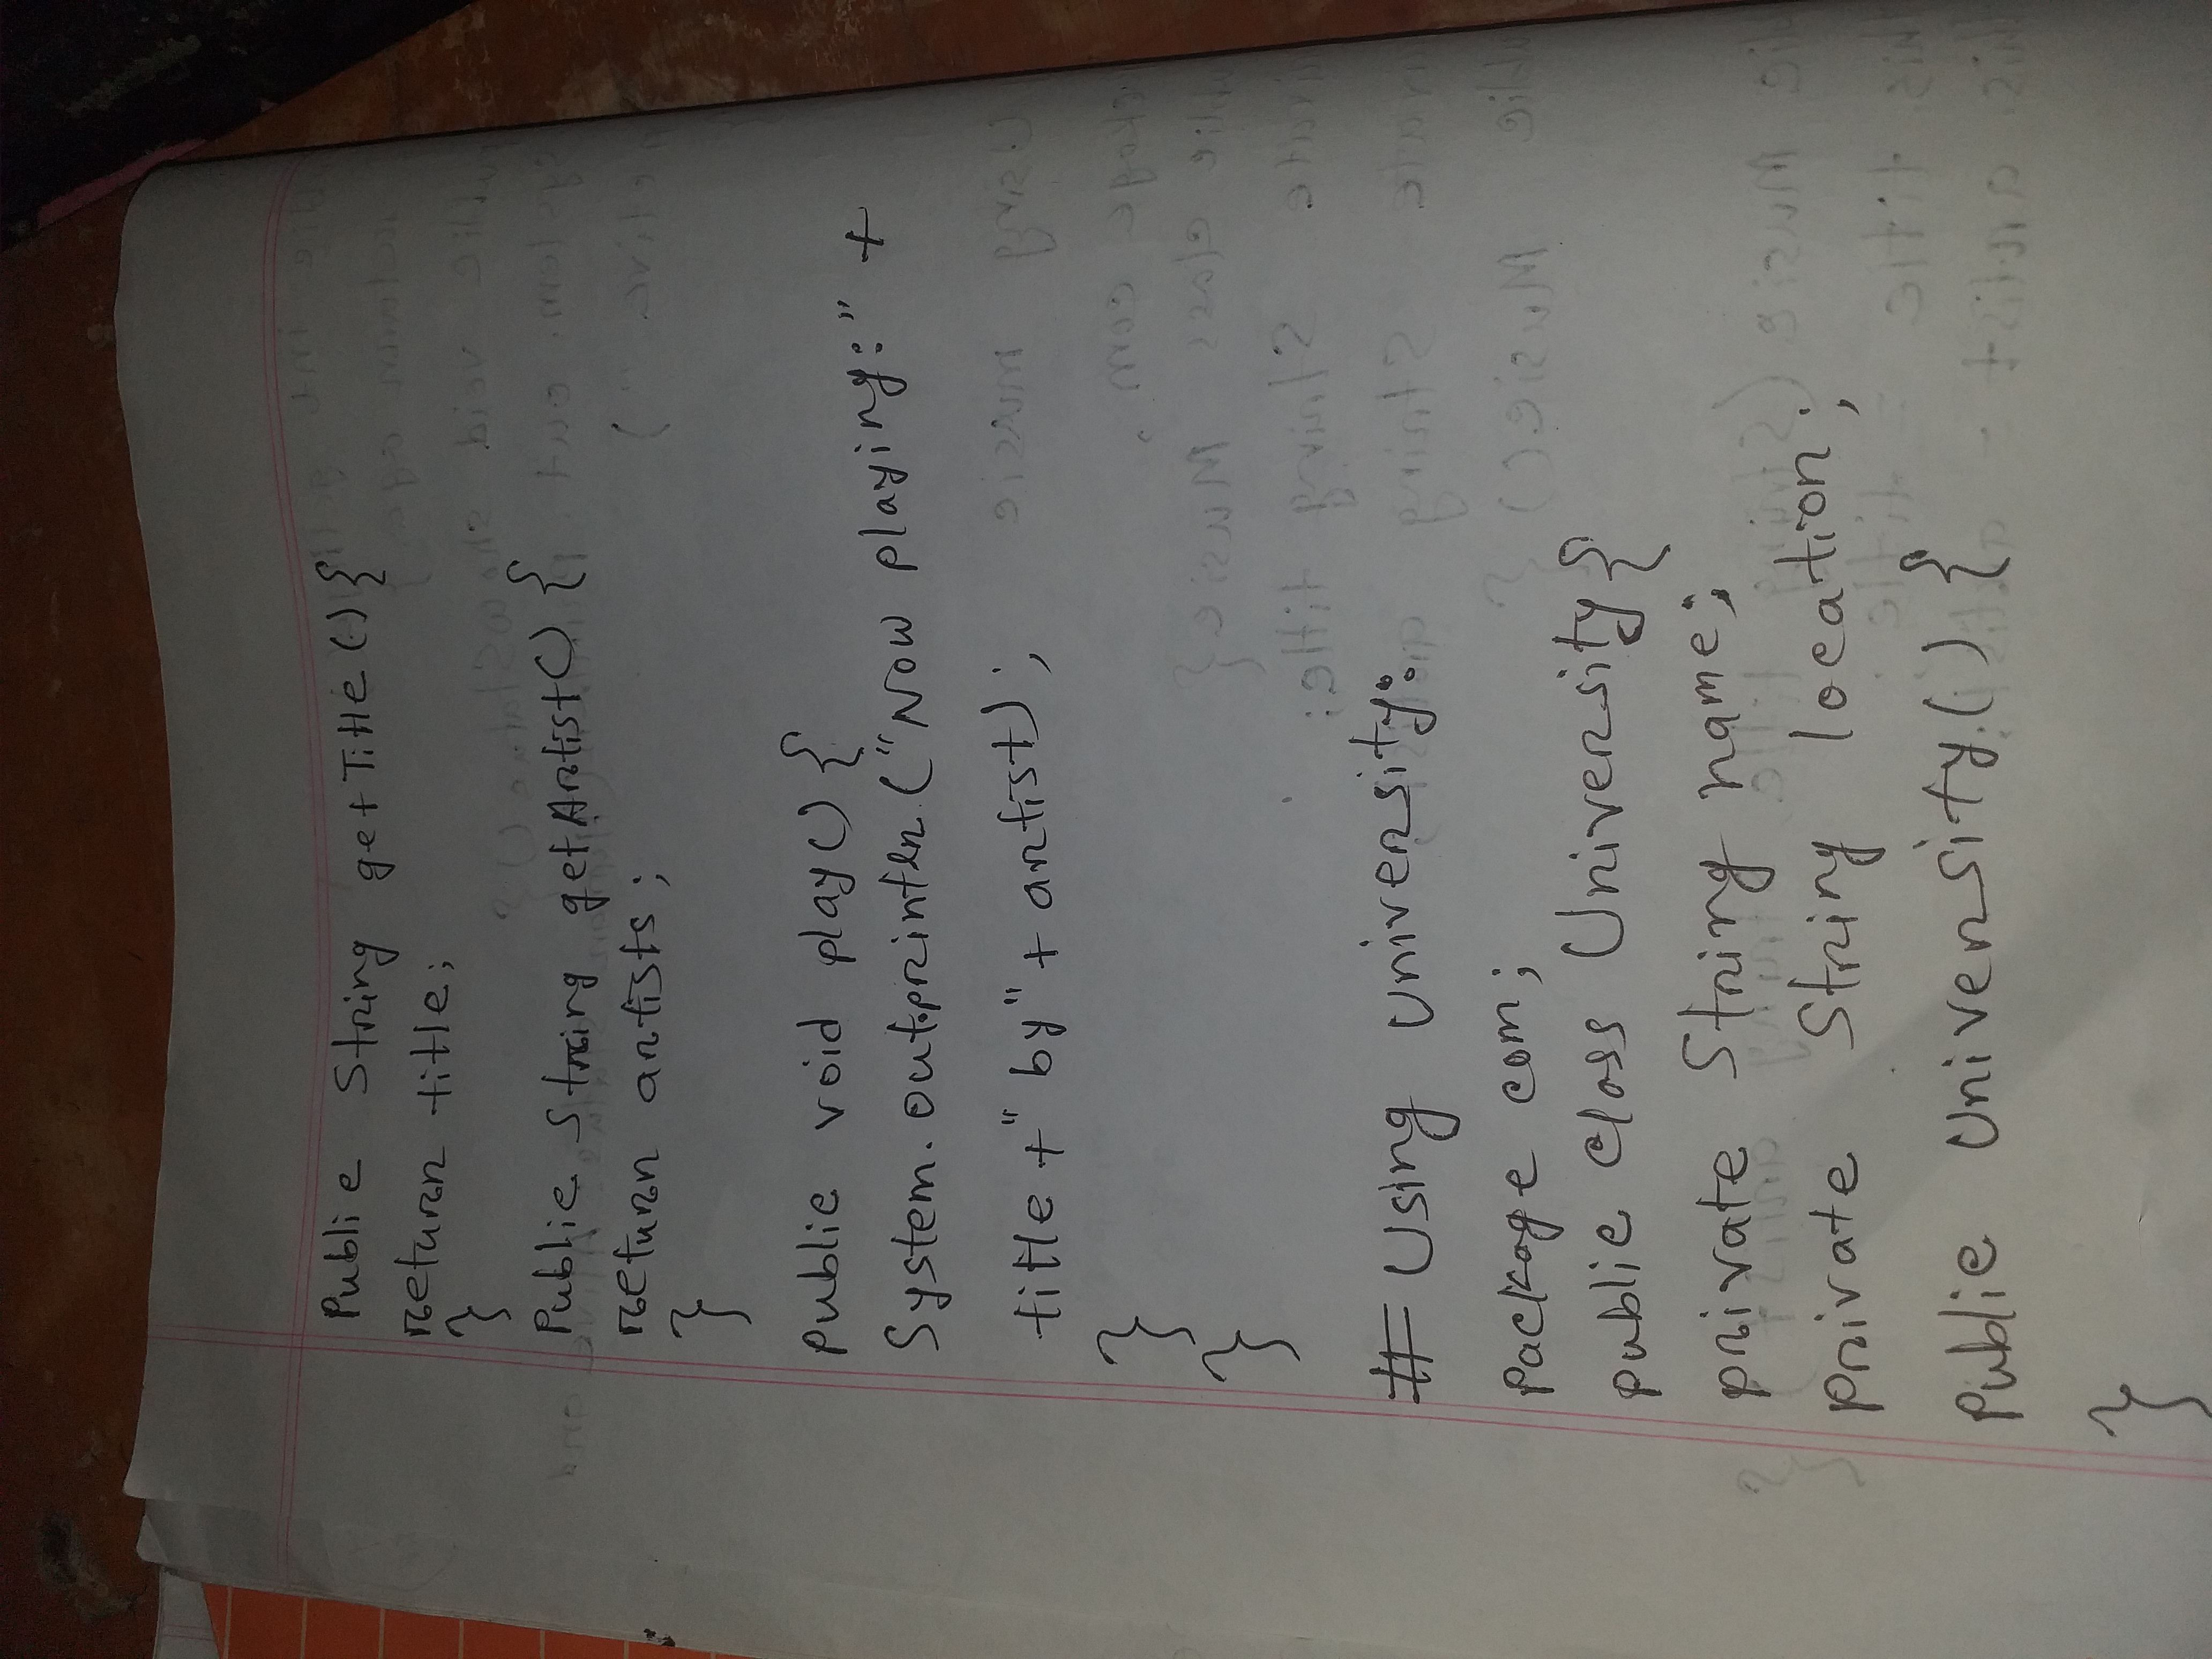 Public String getTitle() {
return title;
}
Public String getArtist() {
return artists;
}
public void play() {
System.out.println ("Now playing:" +
title + " by" + artist);
}
}
# Using University:
package com;
public class University {
private String name;
private String location;
Public University() {
}